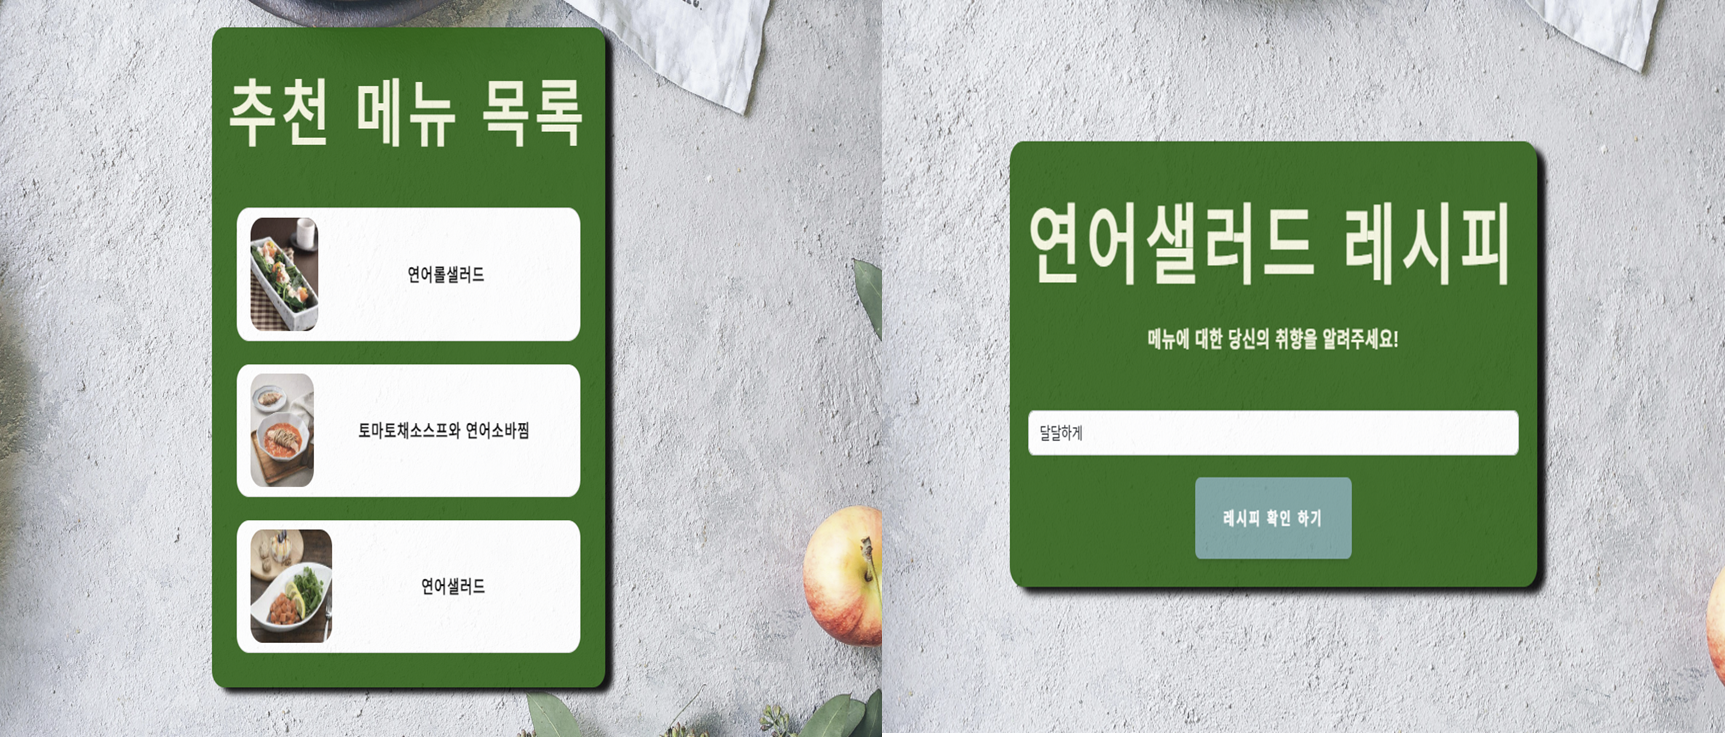 추천 메뉴 목록
연어롤샐러드
토마토채소스프와 연어소바찜
연어샐러드
연어샐러드 레시피
메뉴에 대한 당신의 취향을 알려주세요!
달달하게
레시피 확인 하기